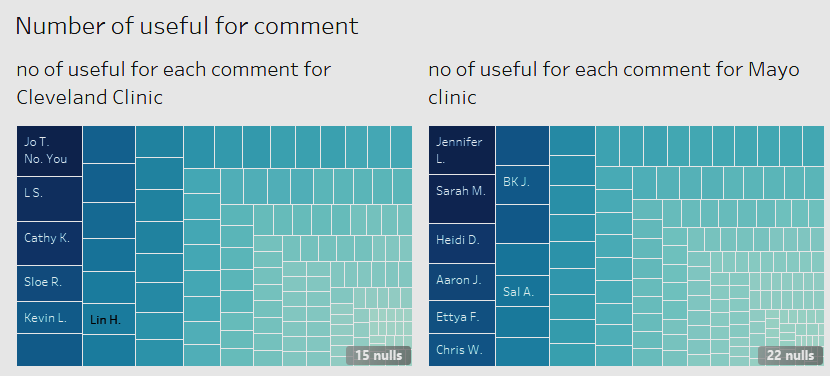 Number of useful for comment
no of useful for each comment for
Cleveland Clinic
Jo T.
No. You
L S.
Cathy K.
Sloe R.
Kevin L.
Lin H.
15 nulls
no of useful for each comment for Mayo
clinic
Jennifer
L.
Sarah M.
Heidi D.
Aaron J.
Ettya F.
Chris W.
BK J.
Sal A.
22 nulls